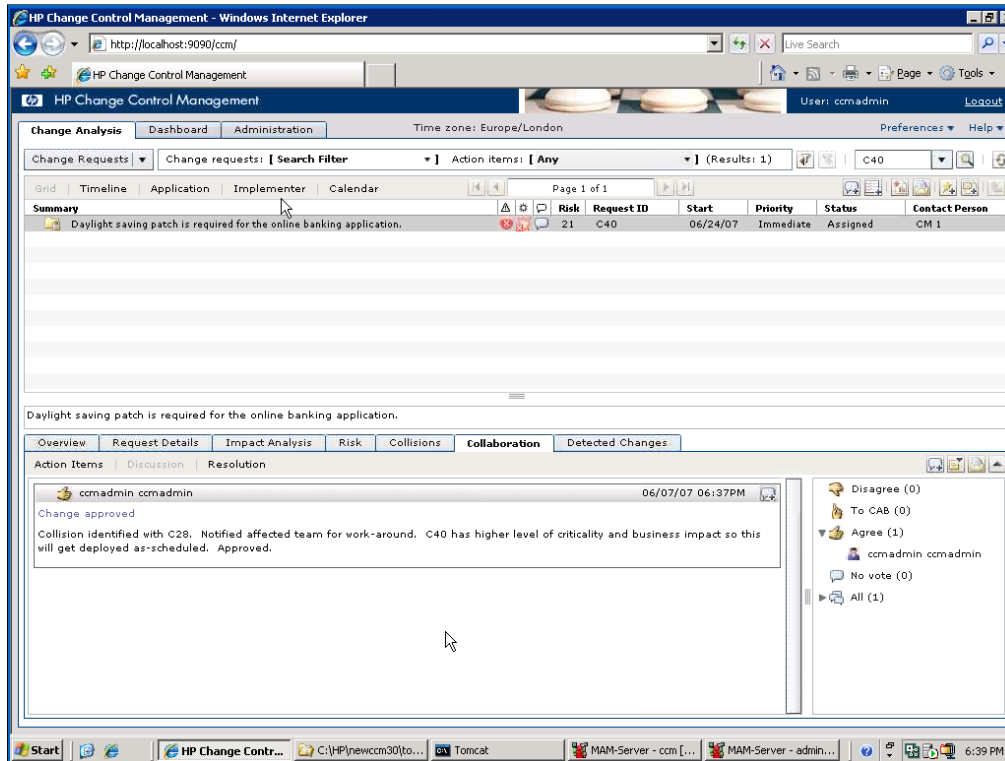 HP Change Control Management - Windows Internet Explorer
http://localhost:9090/ccm/
Live Search
HP Change Control Management
Page
Tools
HP Change Control Management
User: ccmadmin
Logout
Change Analysis
Dashboard
Administration
Time zone: Europe/London
Preferences
Help
Change Requests
Change requests: [ Search Filter ]
Action items: [ Any ]
(Results: 1)
C40
Grid | Timeline | Application | Implementer | Calendar
Page 1 of 1
Summary Risk Request ID Start Priority Status Contact Person
Daylight saving patch is required for the online banking application. 21 C40 06/24/07 Immediate Assigned CM 1
Daylight saving patch is required for the online banking application.
Overview Request Details Impact Analysis Risk Collisions Collaboration Detected Changes
Action Items | Discussion | Resolution
ccmadmin ccmadmin 06/07/07 06:37PM
Change approved
Collision identified with C28. Notified affected team for work-around. C40 has higher level of criticality and business impact so this
will get deployed as-scheduled. Approved.
Disagree (0)
To CAB (0)
Agree (1)
ccmadmin ccmadmin
No vote (0)
All (1)
Start
HP Change Contr...
C:\HP\newccm30\to...
Tomcat
MAM-Server - ccm [...
MAM-Server - admin...
6:39 PM